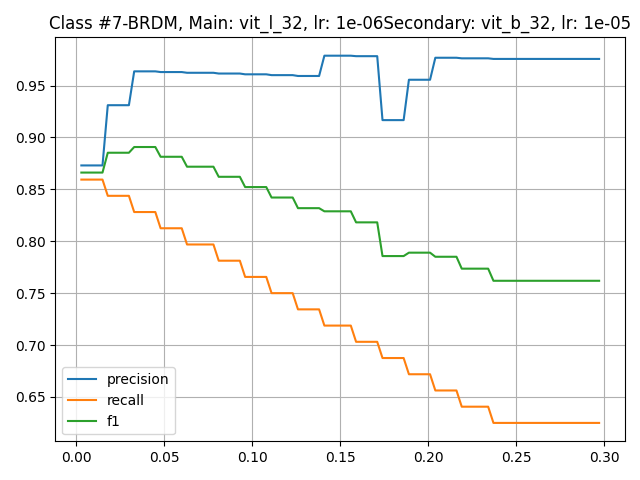 Class #7-BRDM, Main: vit_l_32, lr: 1e-06Secondary: vit_b_32, lr: 1e-05
0.95
0.90
0.85
0.80
0.75
0.70
0.65
precision
recall
f1
0.00 0.05 0.10 0.15 0.20 0.25 0.30